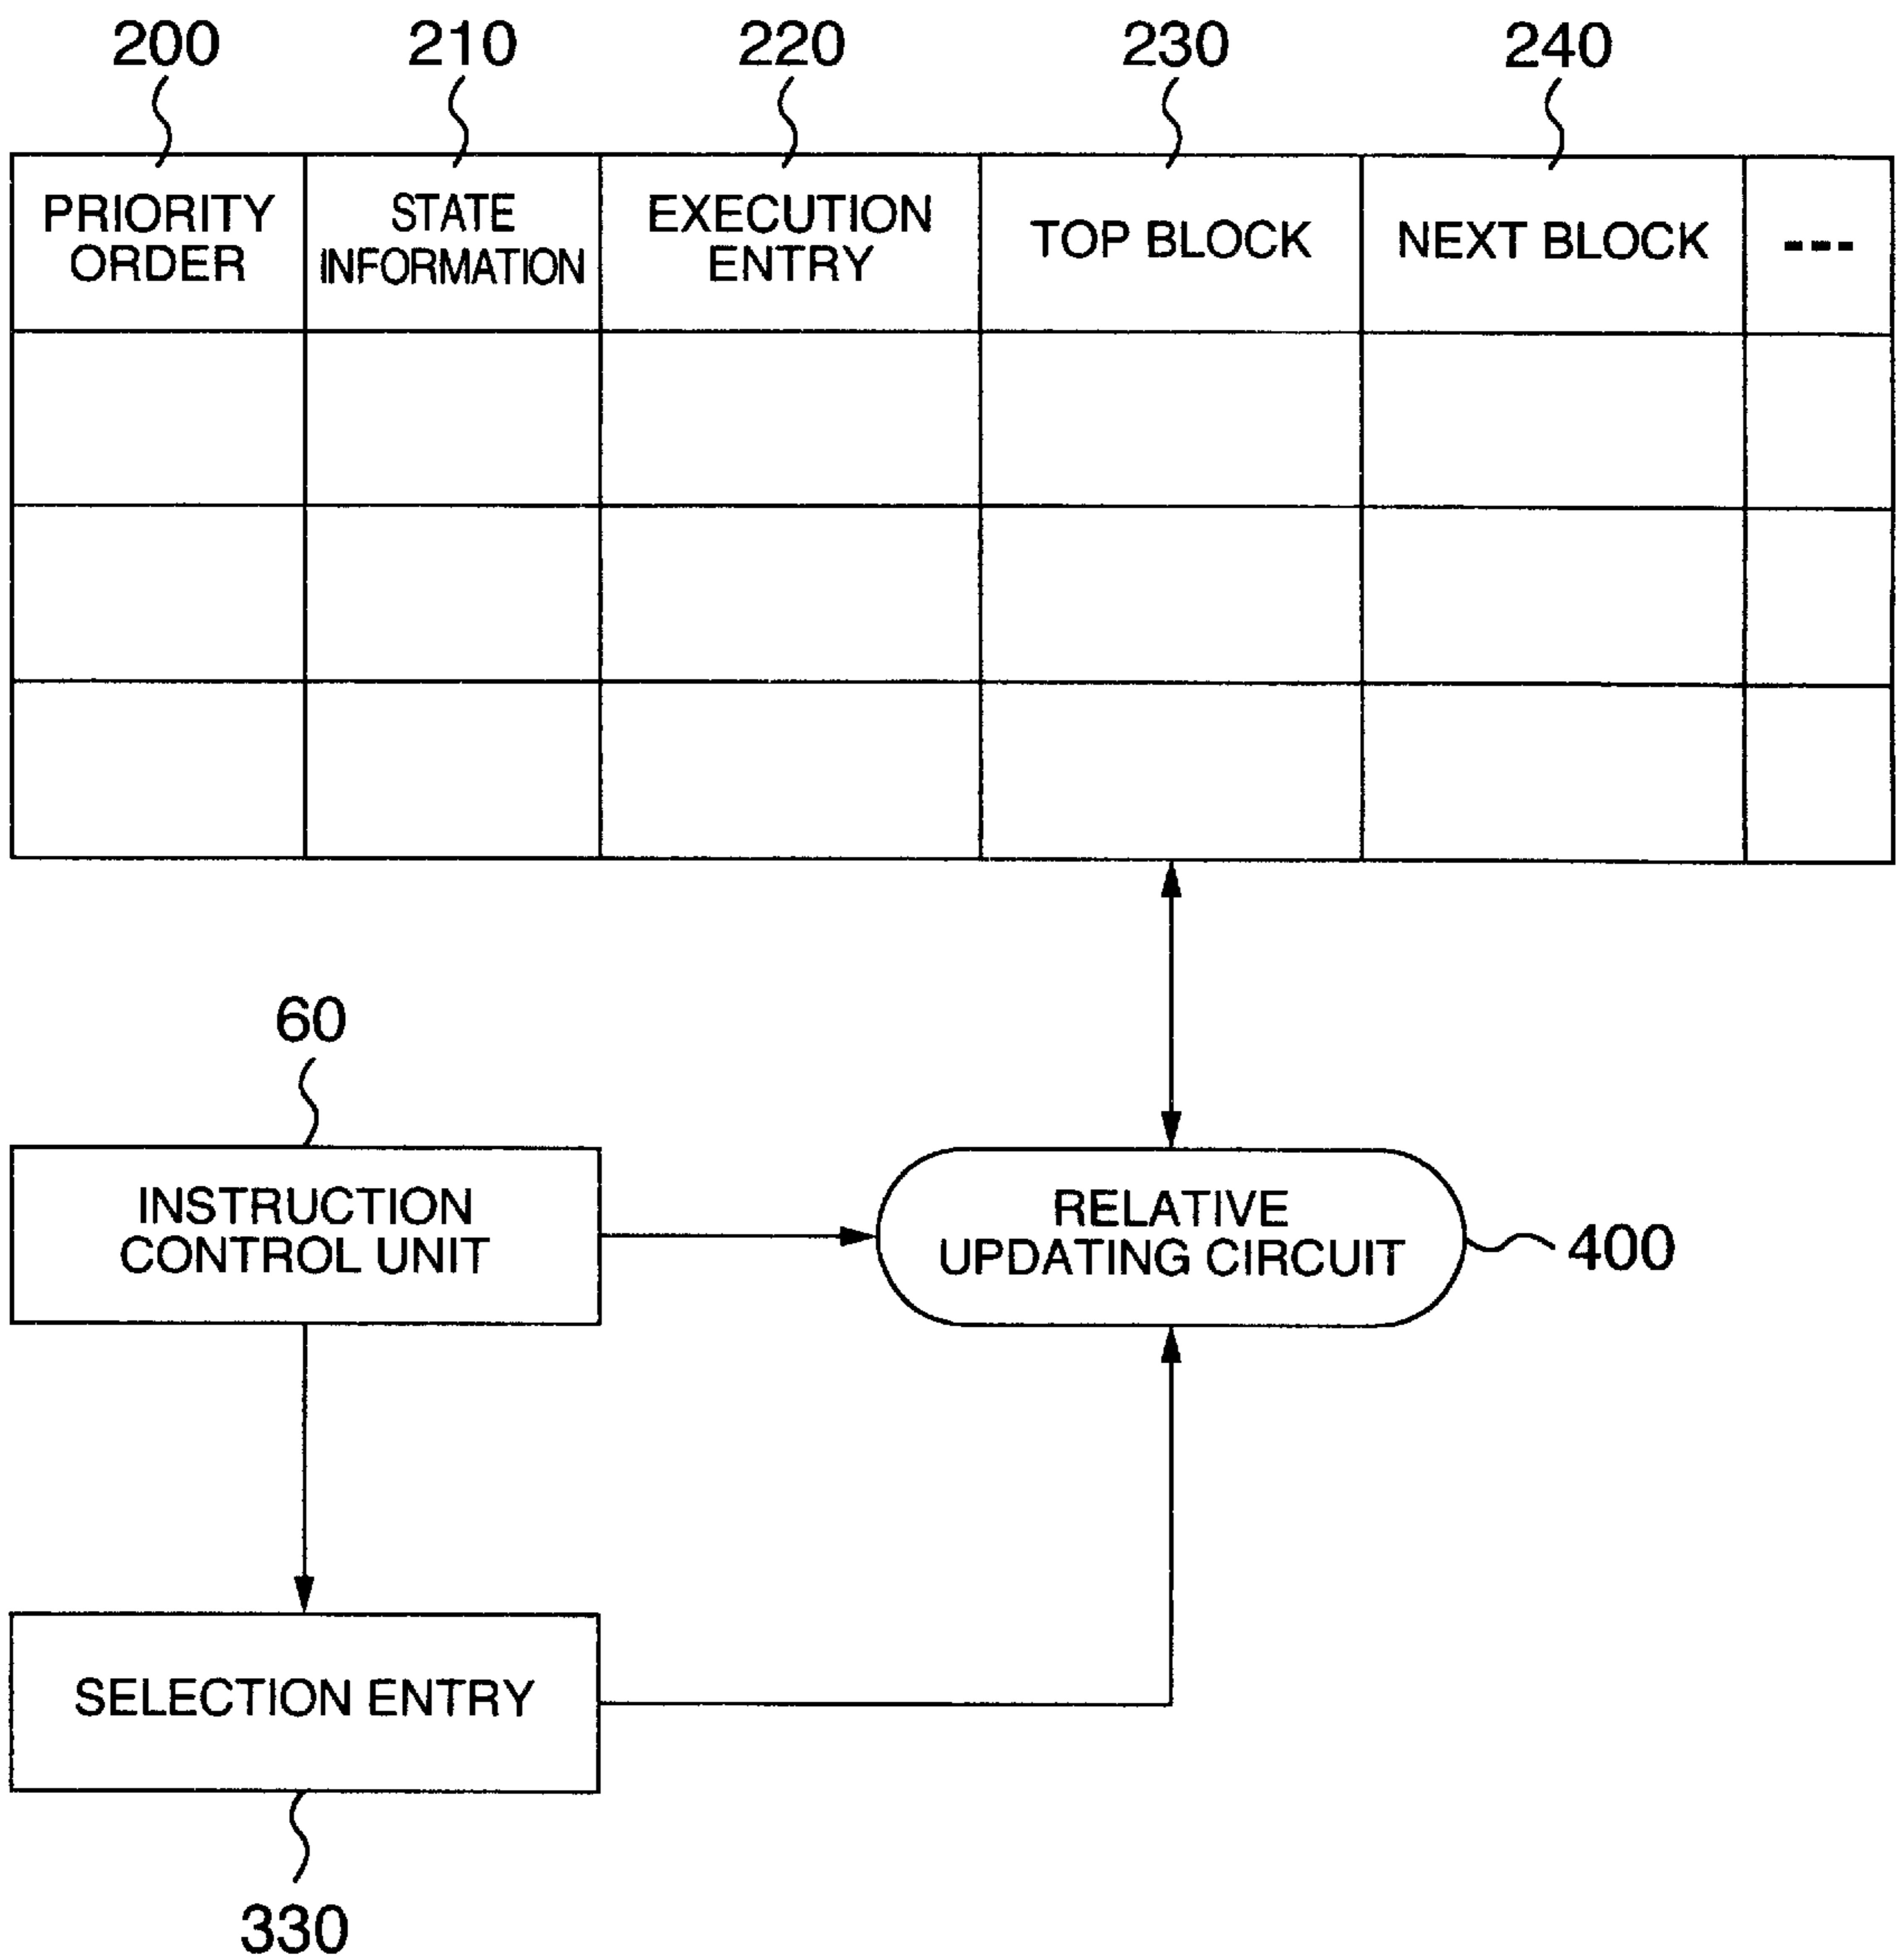 200
210
220
230
240
PRIORITY
ORDER
STATE
INFORMATION
EXECUTION
ENTRY
TOP BLOCK
NEXT BLOCK
---
60
INSTRUCTION
CONTROL UNIT
RELATIVE
UPDATING CIRCUIT
400
SELECTION ENTRY
330